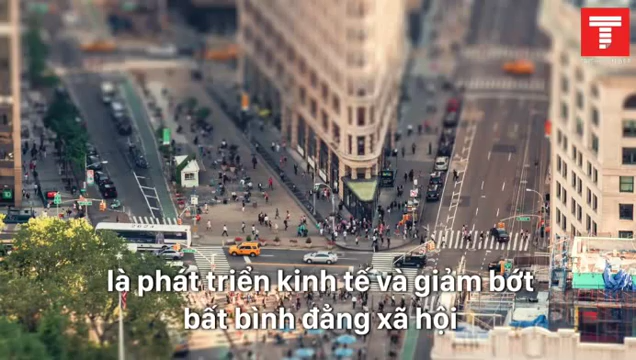 là phát triển kinh tế và giảm bớt
bất bình đẳng xã hội